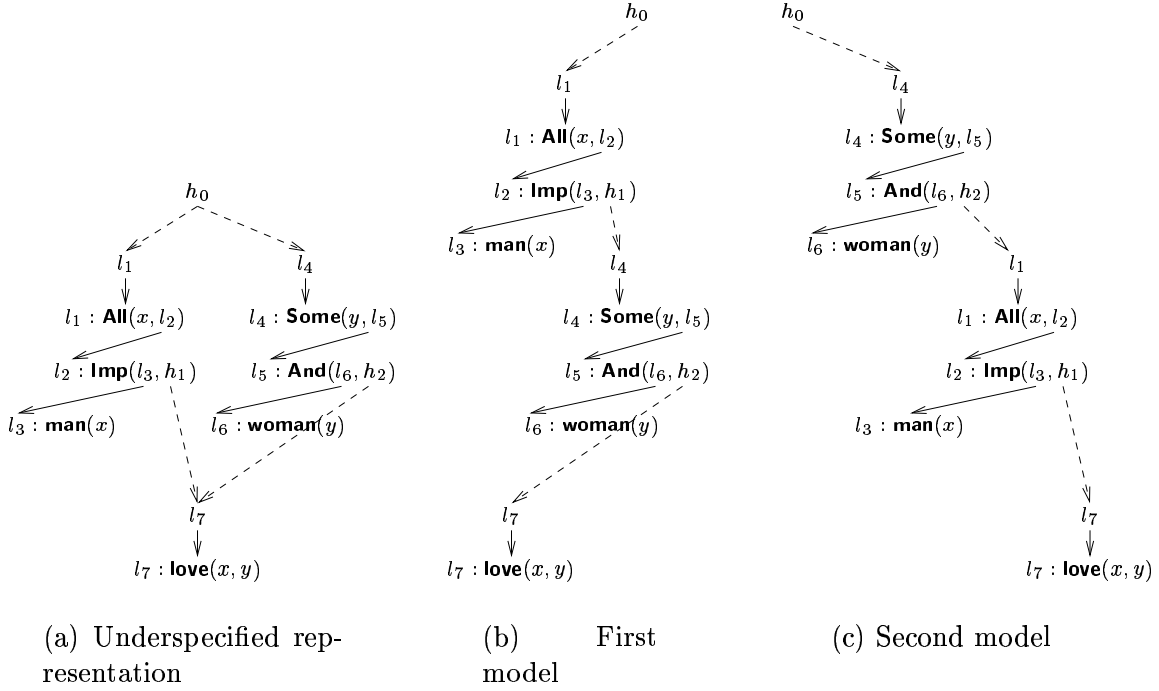 h₀
l₁
l₄
l₁ : All(x, l₂)
l₄ : Some(y, l₅)
l₂ : Imp(l₃, h₁)
l₅ : And(l₆, h₂)
l₃ : man(x)
l₆ : woman(y)
l₇
l₇ : love(x, y)
(a) Underspecified rep-
resentation
h₀
l₁
l₁ : All(x, l₂)
l₂ : Imp(l₃, h₁)
l₃ : man(x)
l₄
l₄ : Some(y, l₅)
l₅ : And(l₆, h₂)
l₆ : woman(y)
l₇
l₇ : love(x, y)
(b) First
model
h₀
l₄
l₄ : Some(y, l₅)
l₅ : And(l₆, h₂)
l₆ : woman(y)
l₁
l₁ : All(x, l₂)
l₂ : Imp(l₃, h₁)
l₃ : man(x)
l₇
l₇ : love(x, y)
(c) Second model